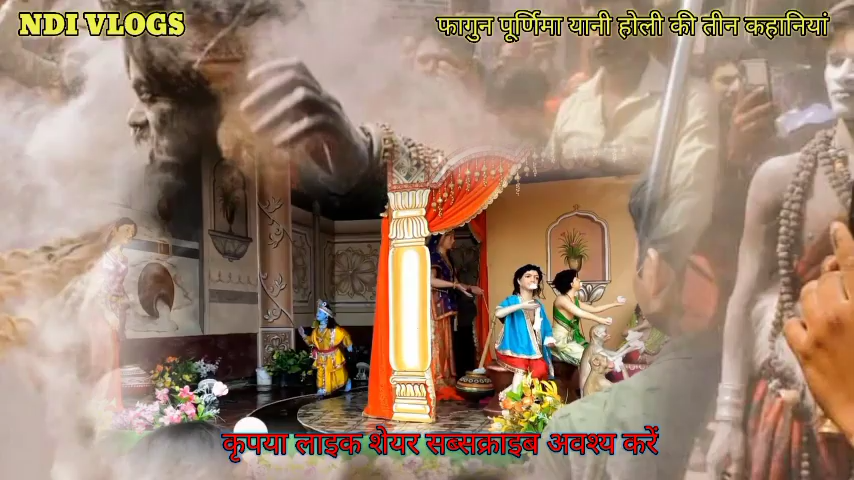 NDI VLOGS
फागुन पूर्णिमा यानी होली की तीन कहानियां
कृपया लाइक शेयर सब्सक्राइब अवश्य करें